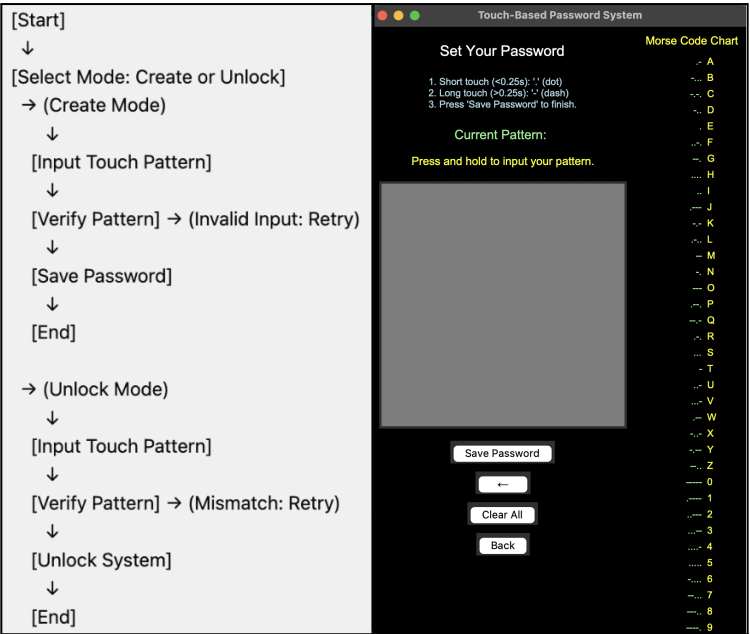 [Start]
↓
[Select Mode: Create or Unlock]
→ (Create Mode)
↓
[Input Touch Pattern]
↓
[Verify Pattern] → (Invalid Input: Retry)
↓
[Save Password]
↓
[End]
→ (Unlock Mode)
↓
[Input Touch Pattern]
↓
[Verify Pattern] → (Mismatch: Retry)
↓
[Unlock System]
↓
[End]
Touch-Based Password System
Set Your Password
1. Short touch (<0.25s): '.' (dot)
2. Long touch (>0.25s): '-' (dash)
3. Press 'Save Password' to finish.
Current Pattern:
Press and hold to input your pattern.
Save Password
←
Clear All
Back
Morse Code Chart
.- A
-... B
-.-. C
-.. D
. E
..-. F
--. G
.... H
.. I
.--- J
-.- K
.-.. L
-- M
-. N
--- O
.--. P
--.- Q
.-. R
... S
- T
..- U
...- V
.-- W
-..- X
-.-- Y
--.. Z
----- 0
.---- 1
..--- 2
...-- 3
....- 4
..... 5
-.... 6
--... 7
---.. 8
----. 9